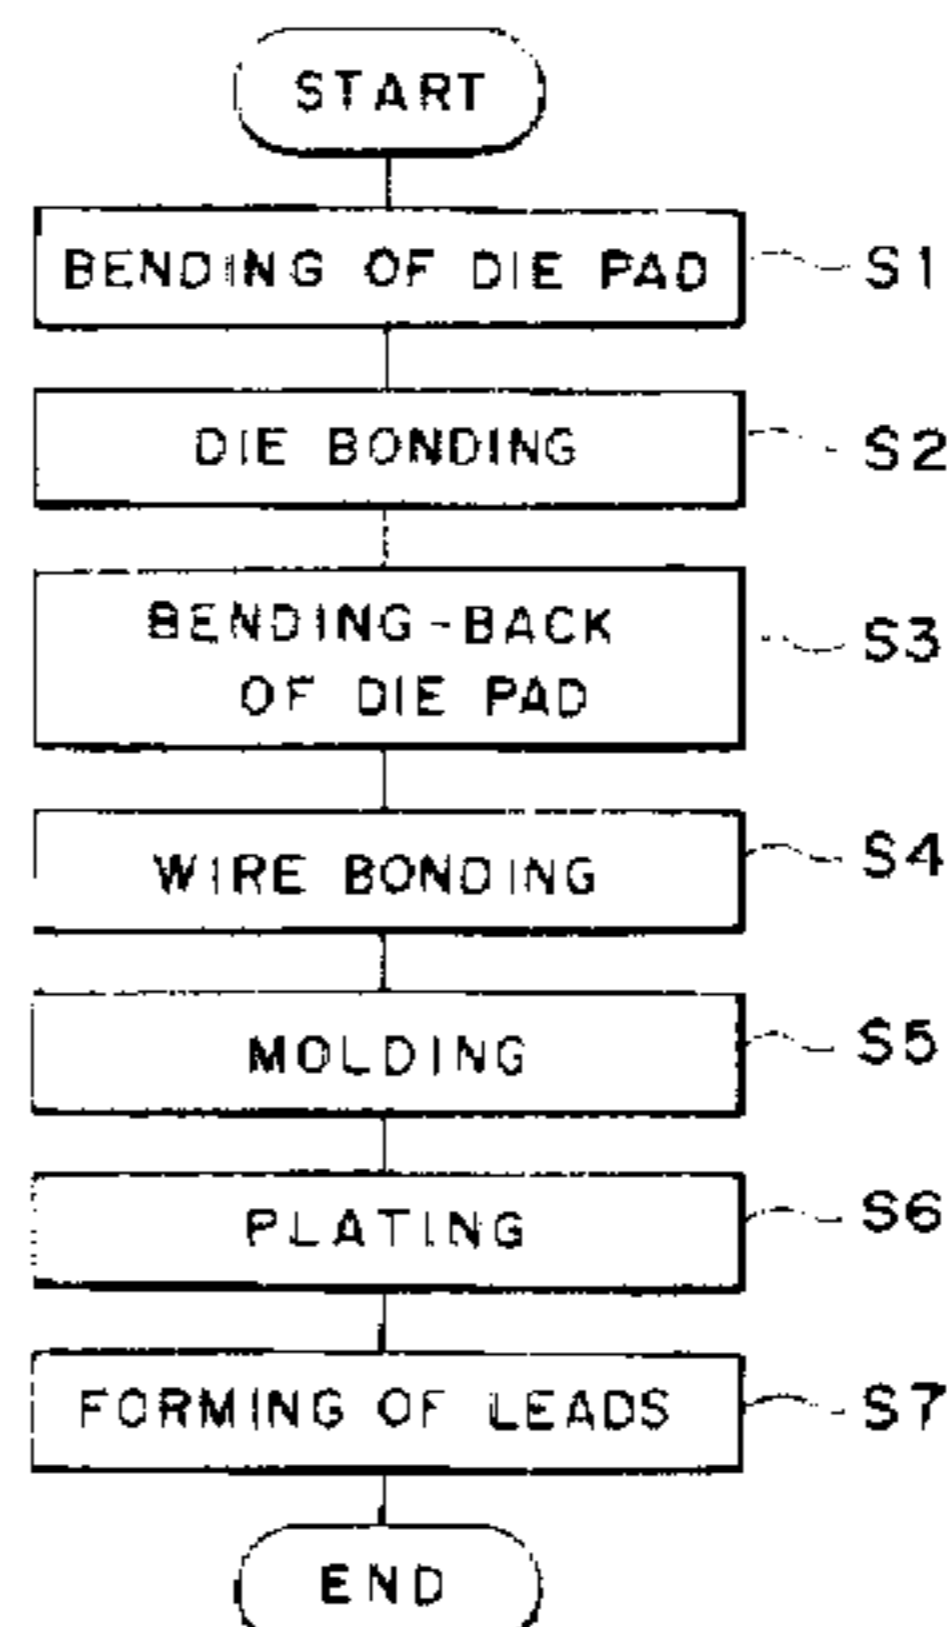 START
BENDING OF DIE PAD
S1
DIE BONDING
S2
BENDING-BACK
OF DIE PAD
S3
WIRE BONDING
S4
MOLDING
S5
PLATING
S6
FORMING OF LEADS
S7
END